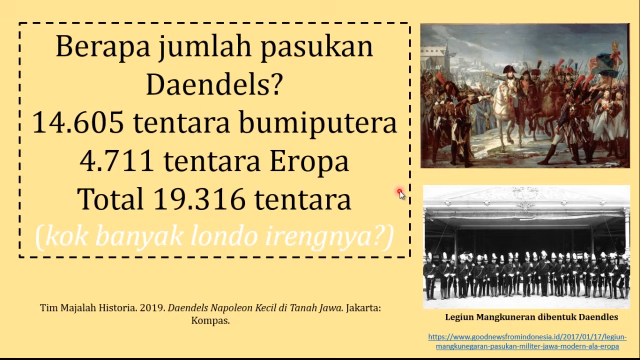 Berapa jumlah pasukan
Daendels?
14.605 tentara bumiputera
4.711 tentara Eropa
Total 19.316 tentara
(kok banyak londo irengnya?)
Tim Majalah Historia. 2019. Daendels Napoleon Kecil di Tanah Jawa. Jakarta:
Kompas.
Legiun Mangkuneran dibentuk Daendles
https://www.goodnewsfromindonesia.id/2017/01/17/legiun-
mangkunegaran-pasukan-militer-jawa-modern-ala-eropa